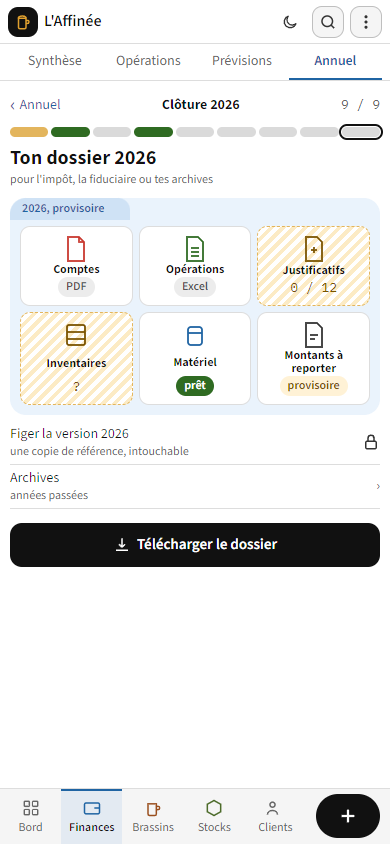 L'Affinée
Synthèse
Opérations
Prévisions
Annuel
‹ Annuel
Clôture 2026
9 / 9
Ton dossier 2026
pour l'impôt, la fiduciaire ou tes archives
2026, provisoire
Comptes
PDF
Opérations
Excel
Justificatifs
0 / 12
Inventaires
?
Matériel
prêt
Montants à
reporter
provisoire
Figer la version 2026
une copie de référence, intouchable
Archives
années passées
›
Télécharger le dossier
Bord
Finances
Brassins
Stocks
Clients
+